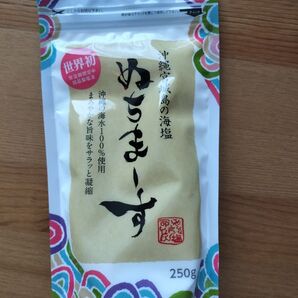 世界初
沖縄宮城島の海塩
ぬちまーす
沖縄の海水100%使用
まろやかな旨味をサラッと凝縮
250g